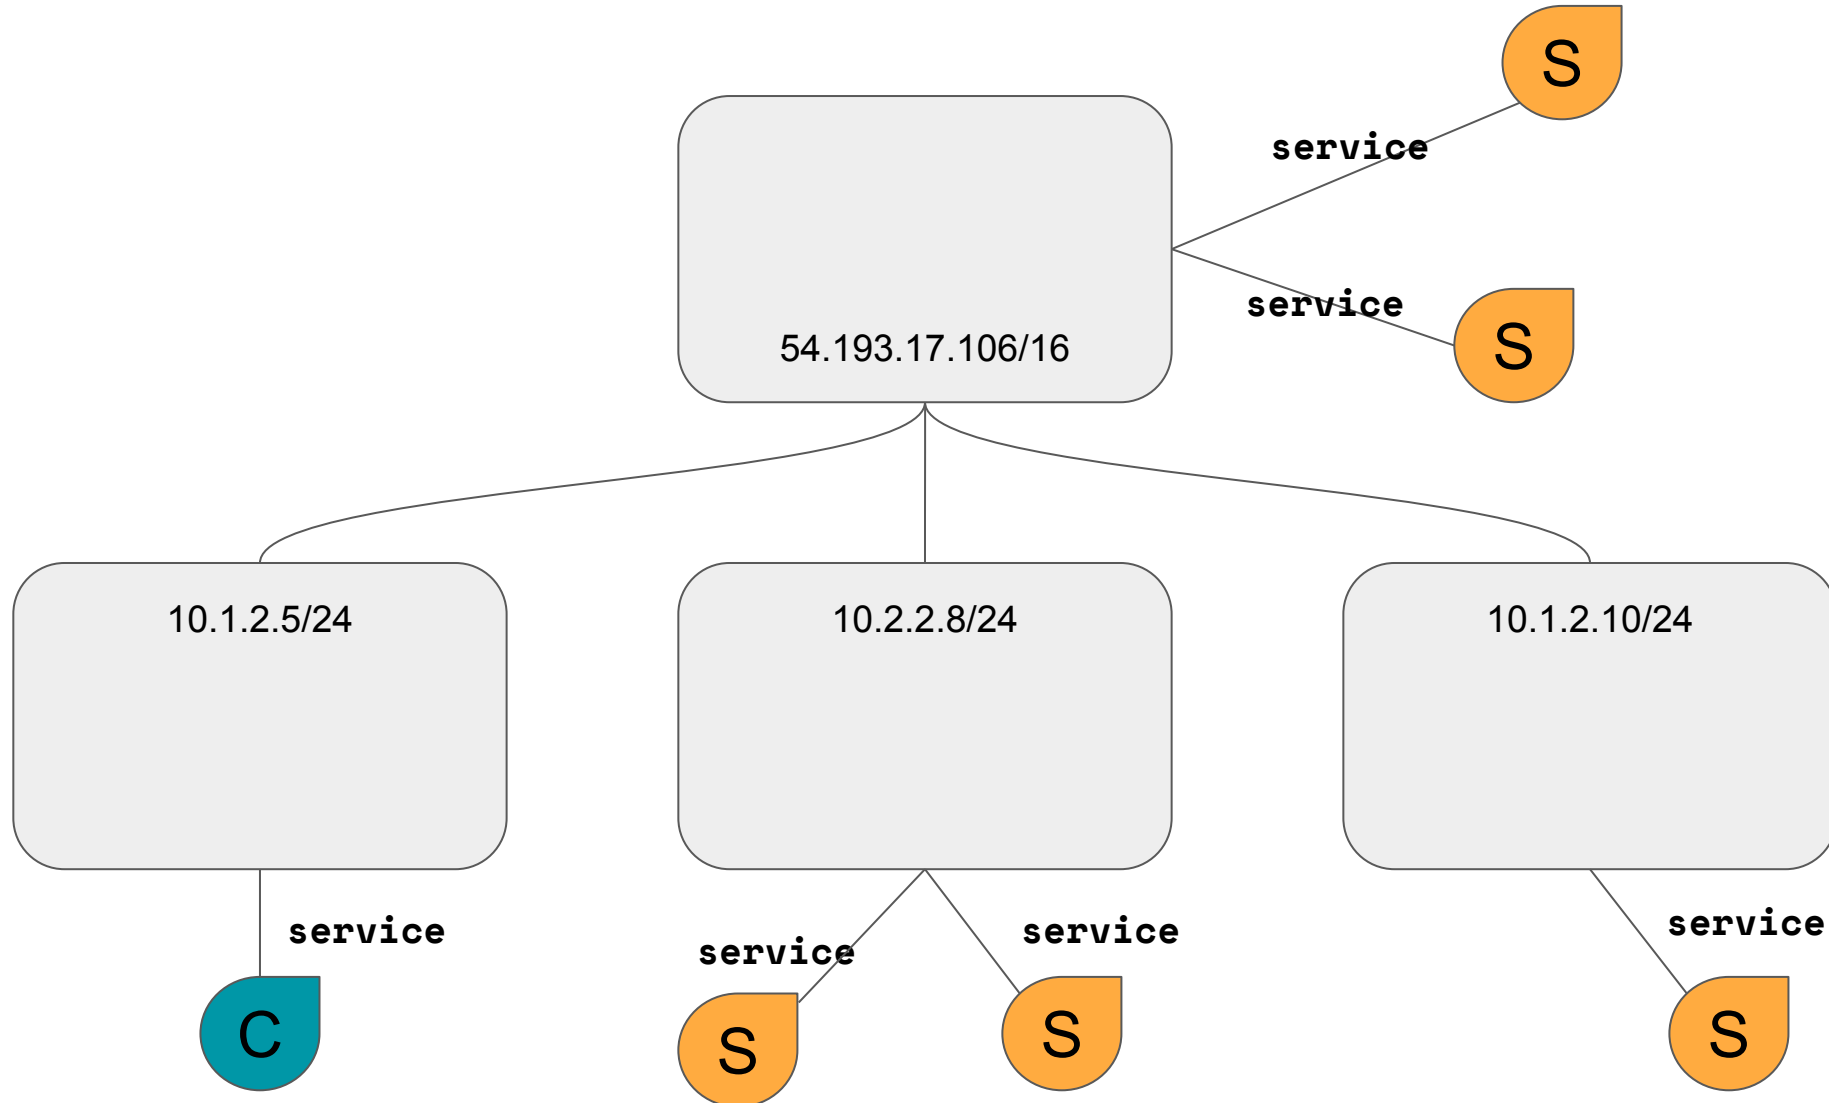 S
service
service
S
54.193.17.106/16
10.1.2.5/24
10.2.2.8/24
10.1.2.10/24
service
service
service
service
C
S
S
S